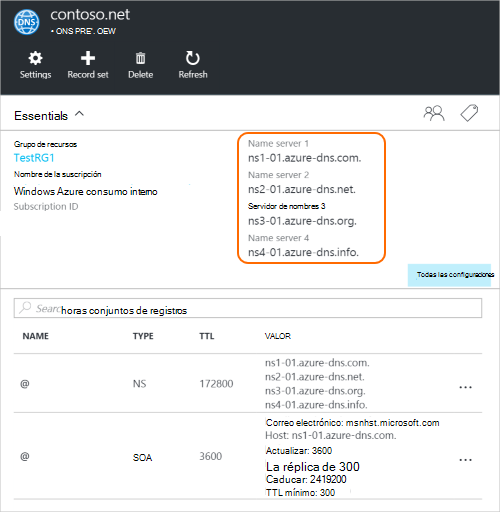 contoso.net
• ONS PRE'. OEW
DNS
Settings
Record set
Delete
Refresh
Essentials
Grupo de recursos
TestRG1
Nombre de la suscripción
Windows Azure consumo interno
Subscription ID
Name server 1
ns1-01.azure-dns.com.
Name server 2
ns2-01.azure-dns.net.
Servidor de nombres 3
ns3-01.azure-dns.org.
Name server 4
ns4-01.azure-dns.info.
Todas las configuradones
Searc horas conjuntos de registros
NAME TYPE TTL VALOR
@ NS 172800
ns1-01.azure-dns.com.
ns2-01.azure-dns.net.
ns3-01.azure-dns.org.
ns4-01.azure-dns.info.
@ SOA 3600
Correo electrónico: msnhst.microsoft.com
Host: ns1-01.azure-dns.com.
Actualizar: 3600
La réplica de 300
Caducar: 2419200
TTL mínimo: 300